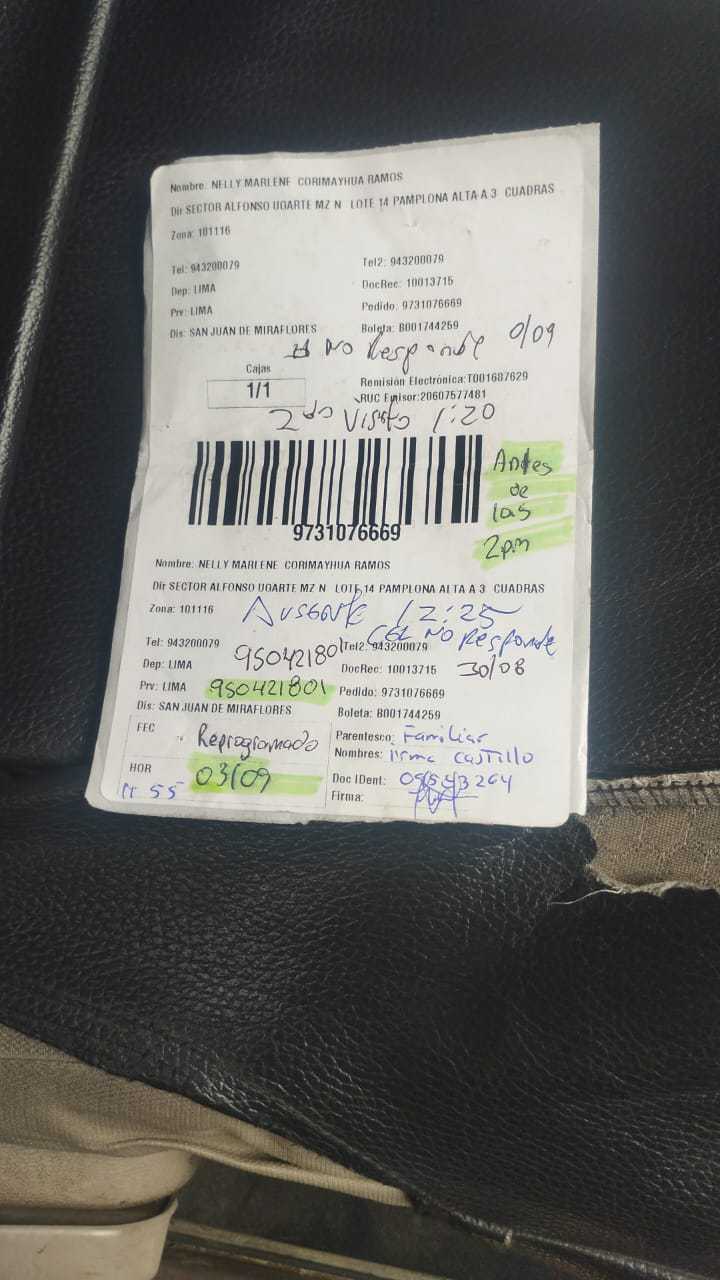 Nombre: NELLY MARLENE CORIMAYHUA RAMOS
Dir SECTOR ALFONSO UGARTE MZ N LOTE 14 PAMPLONA ALTA A 3 CUADRAS
Zona: 101116
Tel: 943200079 Tel2: 943200079
Dep: LIMA DocRec: 10013715
Prv: LIMA Pedido: 9731076669
Dis: SAN JUAN DE MIRAFLORES Boleta: B001744259
No Responde 0/09
Cajas
1/1
Remisión Electrónica:T001687629
RUC Emisor:20607577481
2da Visita 1:20
Antes
de
las
2pm
9731076669
Nombre: NELLY MARLENE CORIMAYHUA RAMOS
Dir SECTOR ALFONSO UGARTE MZ N LOTE 14 PAMPLONA ALTA A 3 CUADRAS
Zona: 101116
Ausente 12:25
CEL NO Responde
Tel: 943200079 950421801 Tel2: 943200079
Dep: LIMA DocRec: 10013715 30/08
Prv: LIMA 950421801 Pedido: 9731076669
Dis: SAN JUAN DE MIRAFLORES Boleta: B001744259
FEC Reprogramado
Parentesco: Familiar
Nombres: irma CASTILLO
HOR 03/09
Doc IDent:
55
Firma: